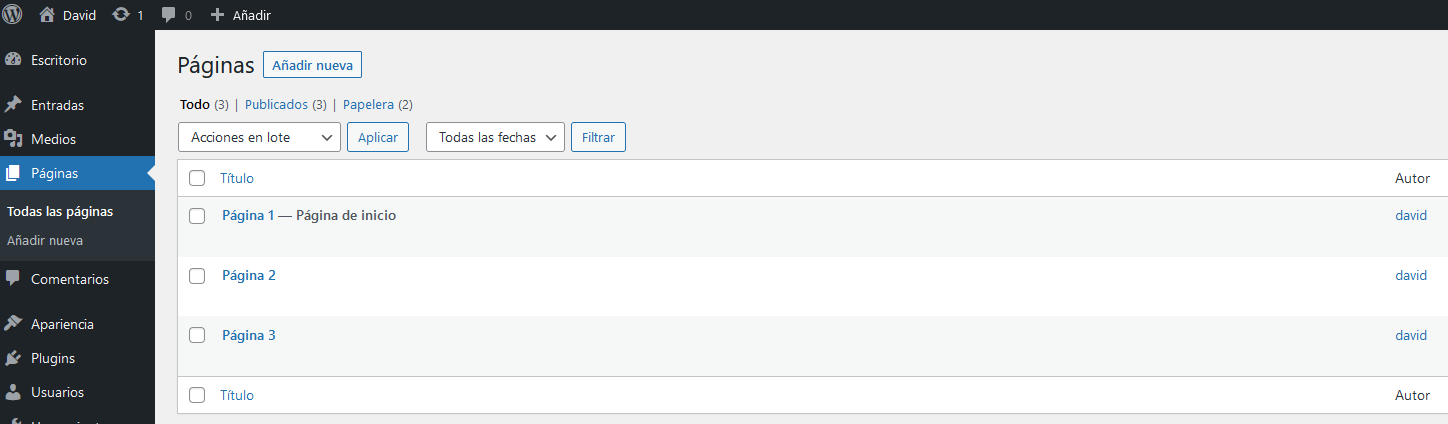 David 1 0 Añadir
Escritorio
Entradas
Medios
Páginas
Todas las páginas
Añadir nueva
Comentarios
Apariencia
Plugins
Usuarios
Páginas Añadir nueva
Todo (3) | Publicados (3) | Papelera (2)
Acciones en lote Aplicar Todas las fechas Filtrar
Título Autor
Página 1 — Página de inicio david
Página 2 david
Página 3 david
Título Autor